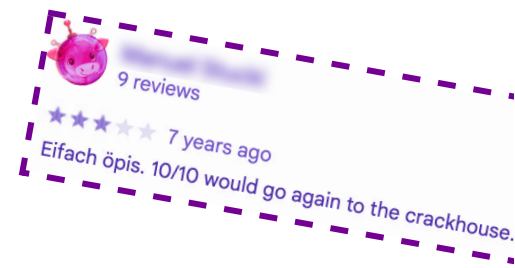 9 reviews
7 years ago
Eifach öpis. 10/10 would go again to the crackhouse.